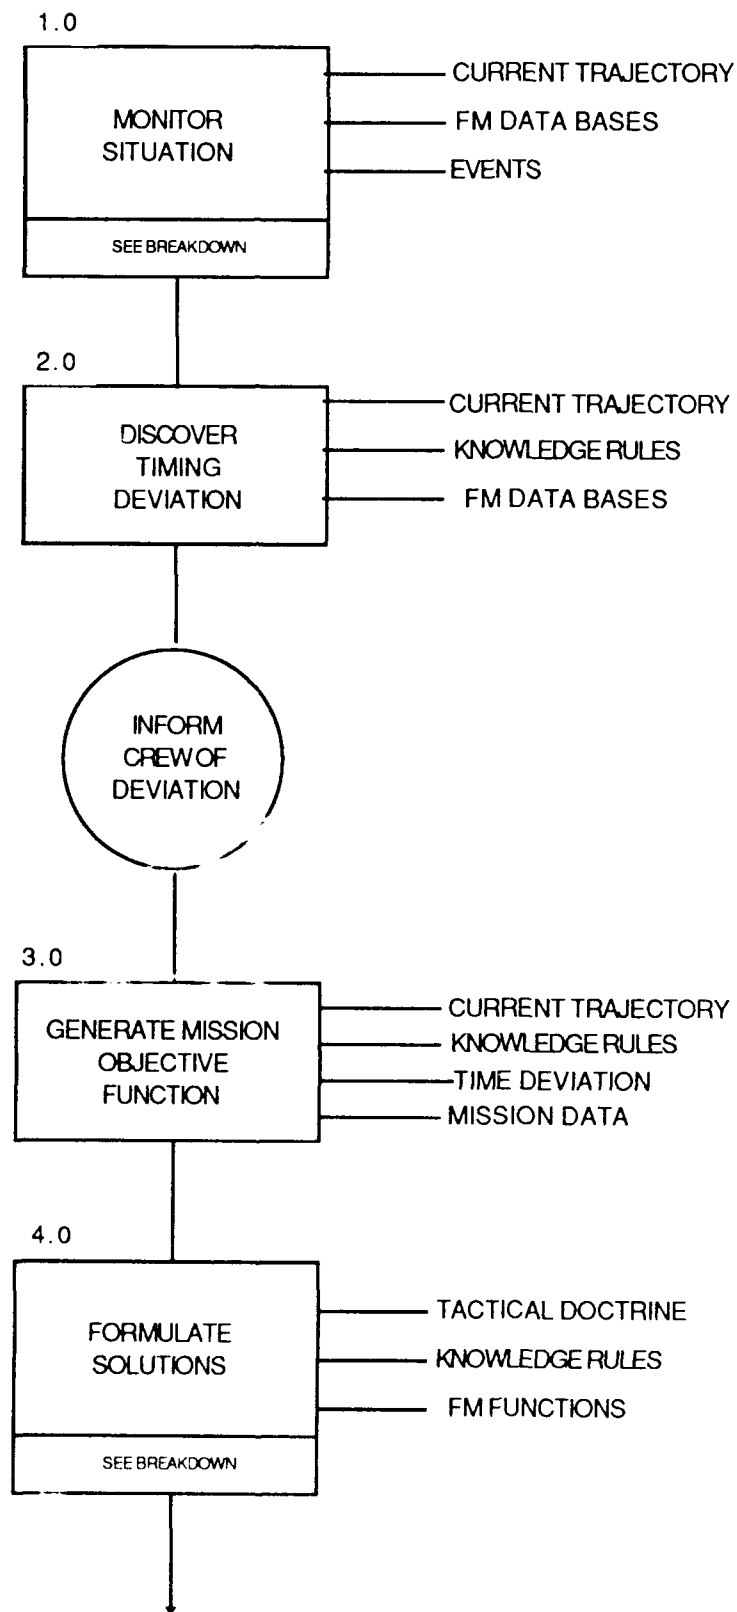 1.0
MONITOR
SITUATION
CURRENT TRAJECTORY
FM DATA BASES
EVENTS
SEE BREAKDOWN
2.0
DISCOVER
TIMING
DEVIATION
CURRENT TRAJECTORY
KNOWLEDGE RULES
FM DATA BASES
INFORM
CREW OF
DEVIATION
3.0
GENERATE MISSION
OBJECTIVE
FUNCTION
CURRENT TRAJECTORY
KNOWLEDGE RULES
TIME DEVIATION
MISSION DATA
4.0
FORMULATE
SOLUTIONS
TACTICAL DOCTRINE
KNOWLEDGE RULES
FM FUNCTIONS
SEE BREAKDOWN